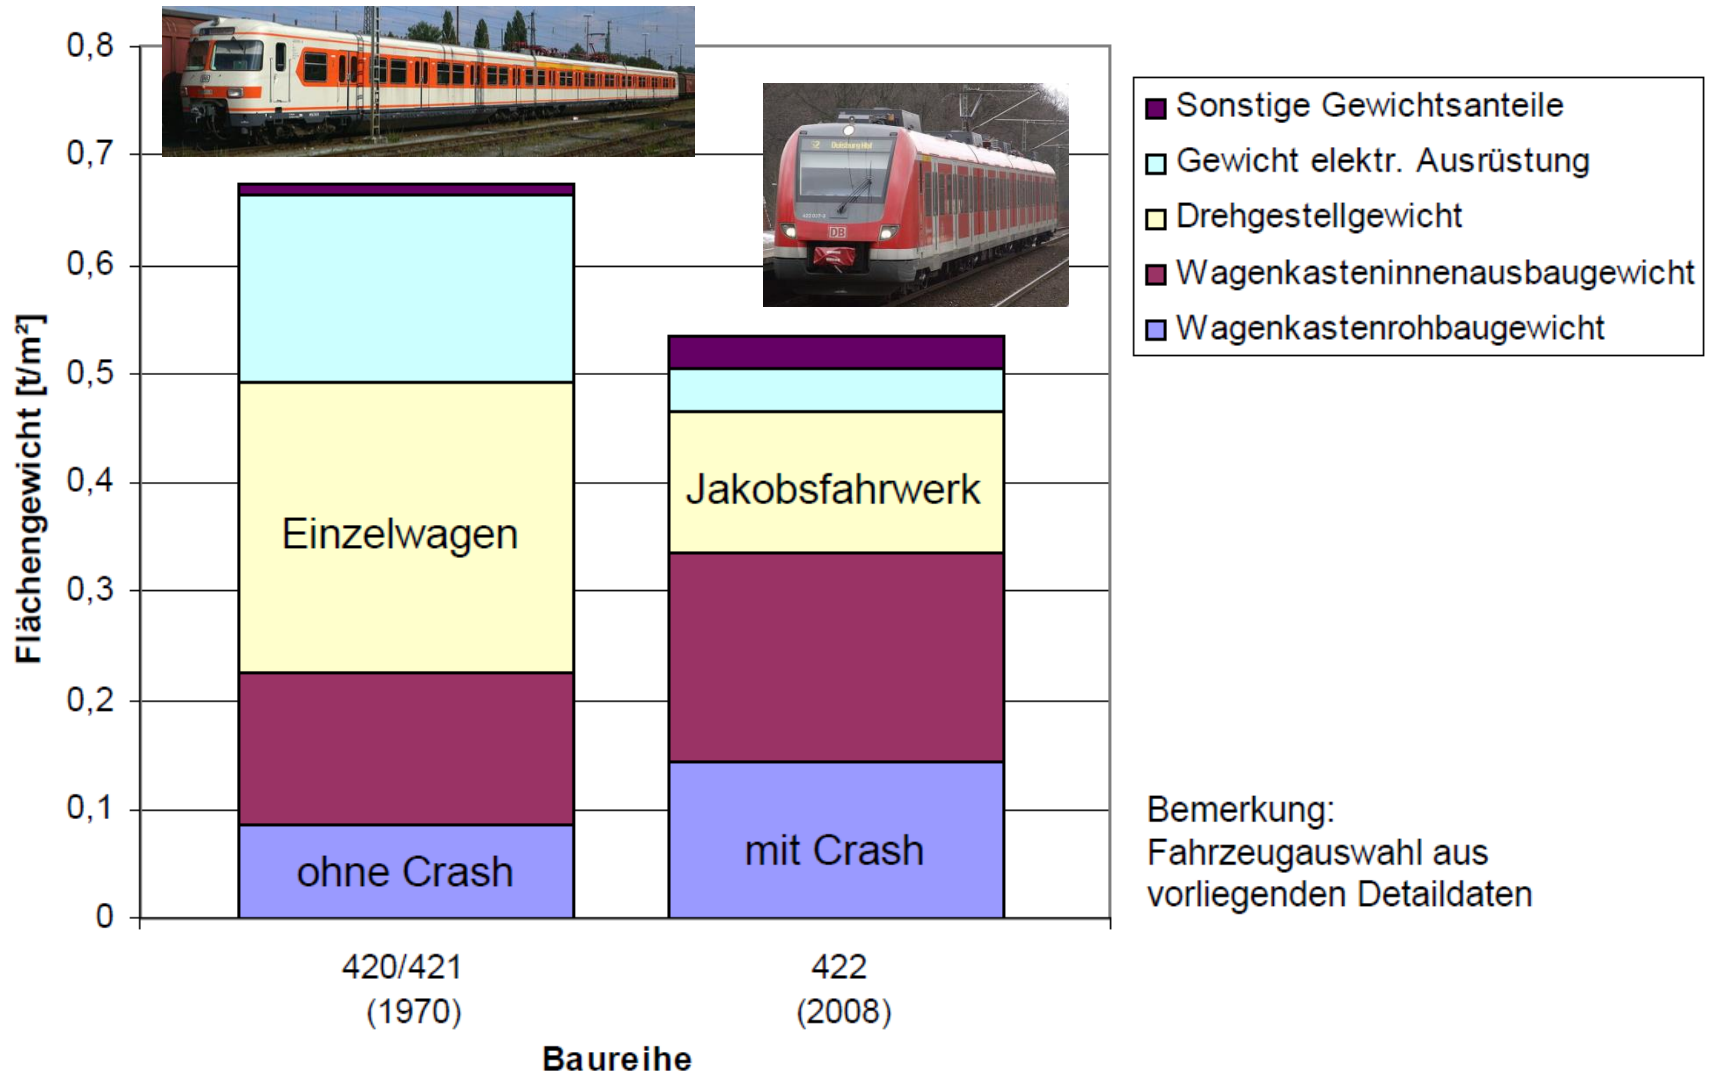 0,8
0,7
0,6
0,5
0,4
0,3
0,2
0,1
0
Flächengewicht [t/m²]
Einzelwagen
ohne Crash
Jakobsfahrwerk
mit Crash
DB
420/421
(1970)
422
(2008)
Baureihe
Sonstige Gewichtsanteile
Gewicht elektr. Ausrüstung
Drehgestellgewicht
Wagenkasteninnenausbaugewicht
Wagenkastenrohbaugewicht
Bemerkung:
Fahrzeugauswahl aus
vorliegenden Detaildaten